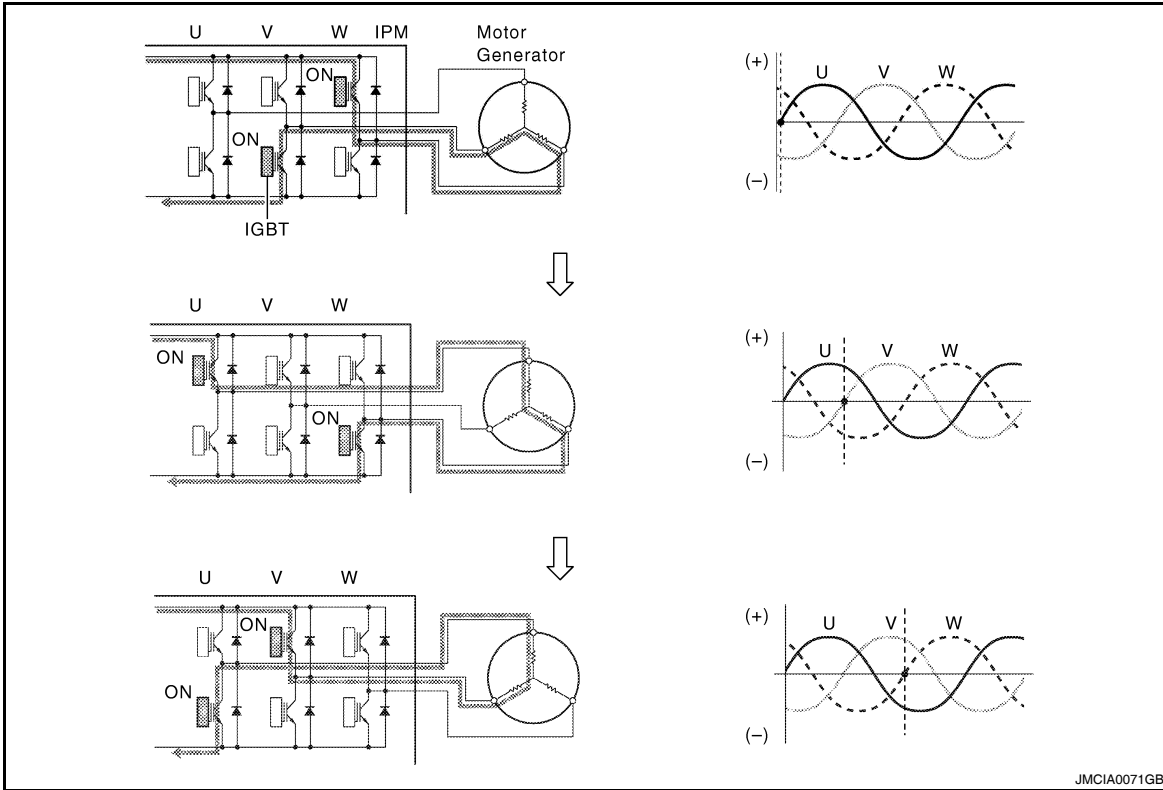 U V W IPM
Motor
Generator
ON
ON
IGBT
(+)
U V W
(–)
U V W
ON
ON
(+)
U V W
(–)
U V W
ON
ON
(+)
U V W
(–)
JMCIA0071GB